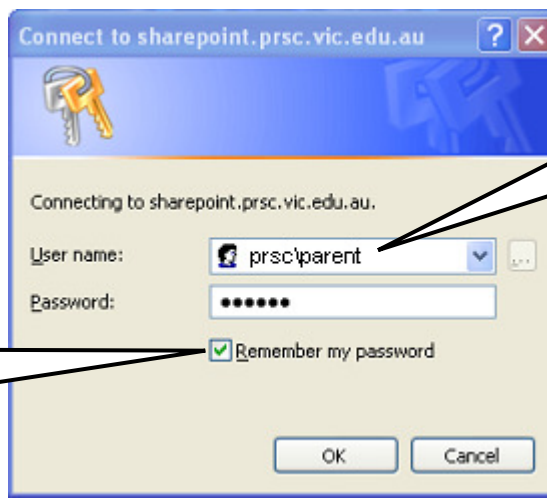 Connect to sharepoint.prsc.vic.edu.au
Connecting to sharepoint.prsc.vic.edu.au.
User name: prsc\parent
Password: ••••••
Remember my password
OK Cancel